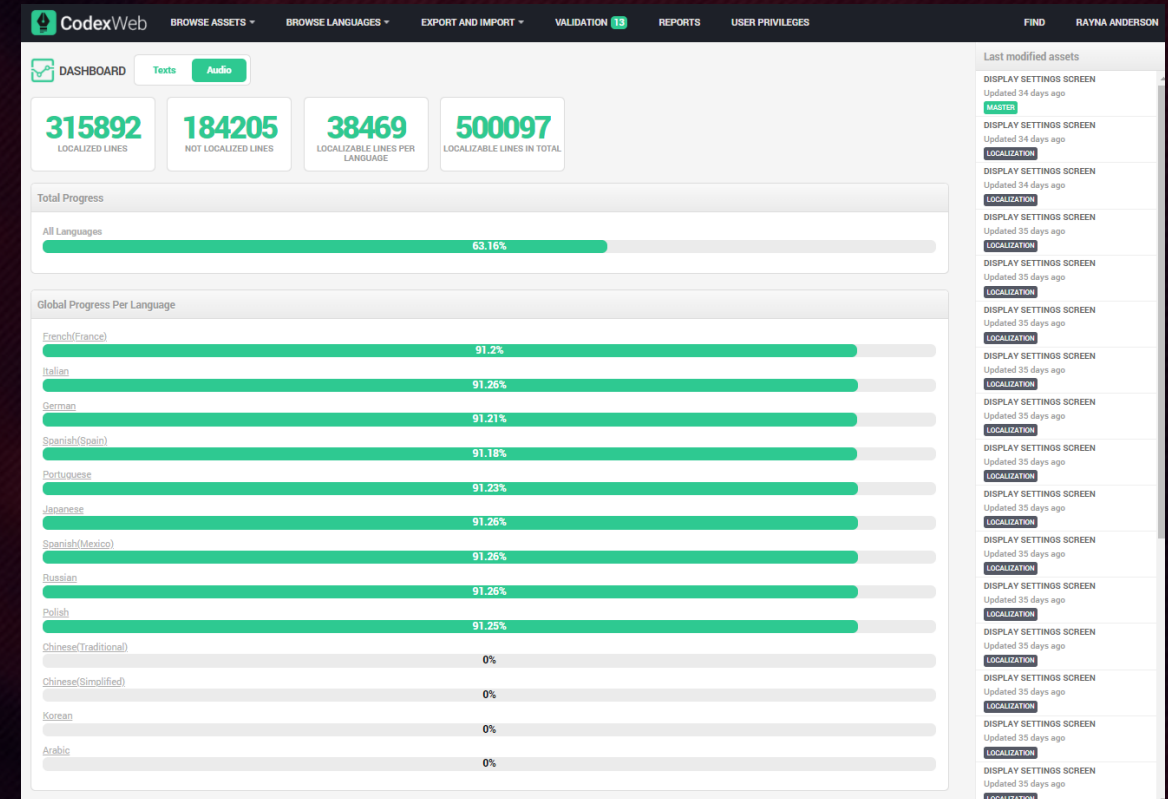 CodexWeb BROWSE ASSETS BROWSE LANGUAGES EXPORT AND IMPORT VALIDATION 13 REPORTS USER PRIVILEGES FIND RAYNA ANDERSON
DASHBOARD Texts Audio
315892
LOCALIZED LINES
184205
NOT LOCALIZED LINES
38469
LOCALIZABLE LINES PER
LANGUAGE
500097
LOCALIZABLE LINES IN TOTAL
Total Progress
All Languages
63.16%
Global Progress Per Language
French(France)
91.2%
Italian
91.26%
German
91.21%
Spanish(Spain)
91.18%
Portuguese
91.23%
Japanese
91.26%
Spanish(Mexico)
91.26%
Russian
91.26%
Polish
91.25%
Chinese(Traditional)
0%
Chinese(Simplified)
0%
Korean
0%
Arabic
0%
Last modified assets
DISPLAY SETTINGS SCREEN
Updated 34 days ago
MASTER
DISPLAY SETTINGS SCREEN
Updated 34 days ago
LOCALIZATION
DISPLAY SETTINGS SCREEN
Updated 34 days ago
LOCALIZATION
DISPLAY SETTINGS SCREEN
Updated 35 days ago
LOCALIZATION
DISPLAY SETTINGS SCREEN
Updated 35 days ago
LOCALIZATION
DISPLAY SETTINGS SCREEN
Updated 35 days ago
LOCALIZATION
DISPLAY SETTINGS SCREEN
Updated 35 days ago
LOCALIZATION
DISPLAY SETTINGS SCREEN
Updated 35 days ago
LOCALIZATION
DISPLAY SETTINGS SCREEN
Updated 35 days ago
LOCALIZATION
DISPLAY SETTINGS SCREEN
Updated 35 days ago
LOCALIZATION
DISPLAY SETTINGS SCREEN
Updated 35 days ago
LOCALIZATION
DISPLAY SETTINGS SCREEN
Updated 35 days ago
LOCALIZATION
DISPLAY SETTINGS SCREEN
Updated 35 days ago
LOCALIZATION
DISPLAY SETTINGS SCREEN
Updated 35 days ago
LOCALIZATION
DISPLAY SETTINGS SCREEN
Updated 35 days ago
LOCALIZATION
DISPLAY SETTINGS SCREEN
Updated 35 days ago
LOCALIZATION